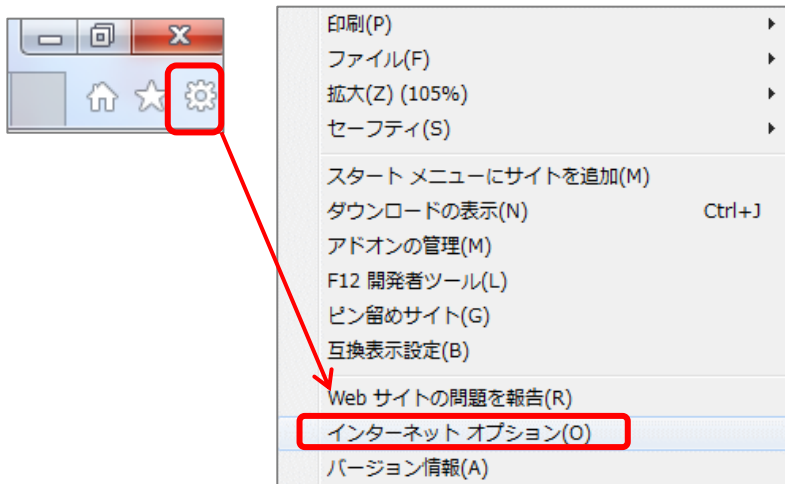 印刷(P)
ファイル(F)
拡大(Z) (105%)
セーフティ(S)
スタート メニューにサイトを追加(M)
ダウンロードの表示(N) Ctrl+J
アドオンの管理(M)
F12 開発者ツール(L)
ピン留めサイト(G)
互換表示設定(B)
Web サイトの問題を報告(R)
インターネット オプション(O)
バージョン情報(A)